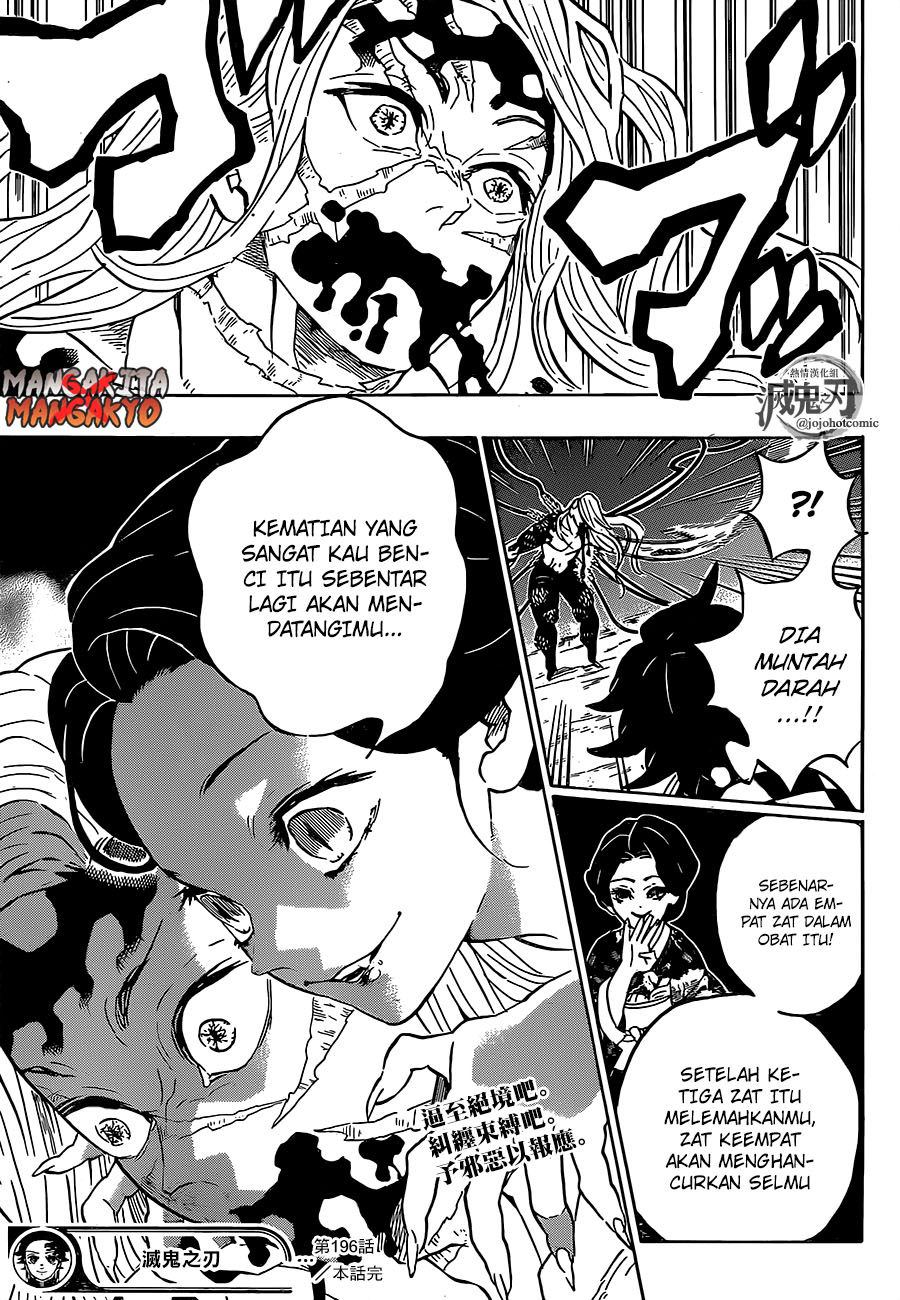 ブ
ブッ
MANGAKITA
MANGAKYO
熱情漢化組
滅鬼之刃
@jojohotcomic
?!
DIA
MUNTAH
DARAH
...!!
KEMATIAN YANG
SANGAT KAU BEN-
CI ITU SEBENTAR
LAGI AKAN MEN-
DATANGIMU...
SEBENAR-
NYA ADA EM-
PAT ZAT DALAM
OBAT ITU!
SETELAH KE-
TIGA ZAT ITU
MELEMAHKANMU,
ZAT KEEMPAT
AKAN MENGHAN-
CURKAN SELMU
逼至絕境吧。
糾纏束縛吧。
予邪惡以報應。
滅鬼之刃
...
第196話
／本話完